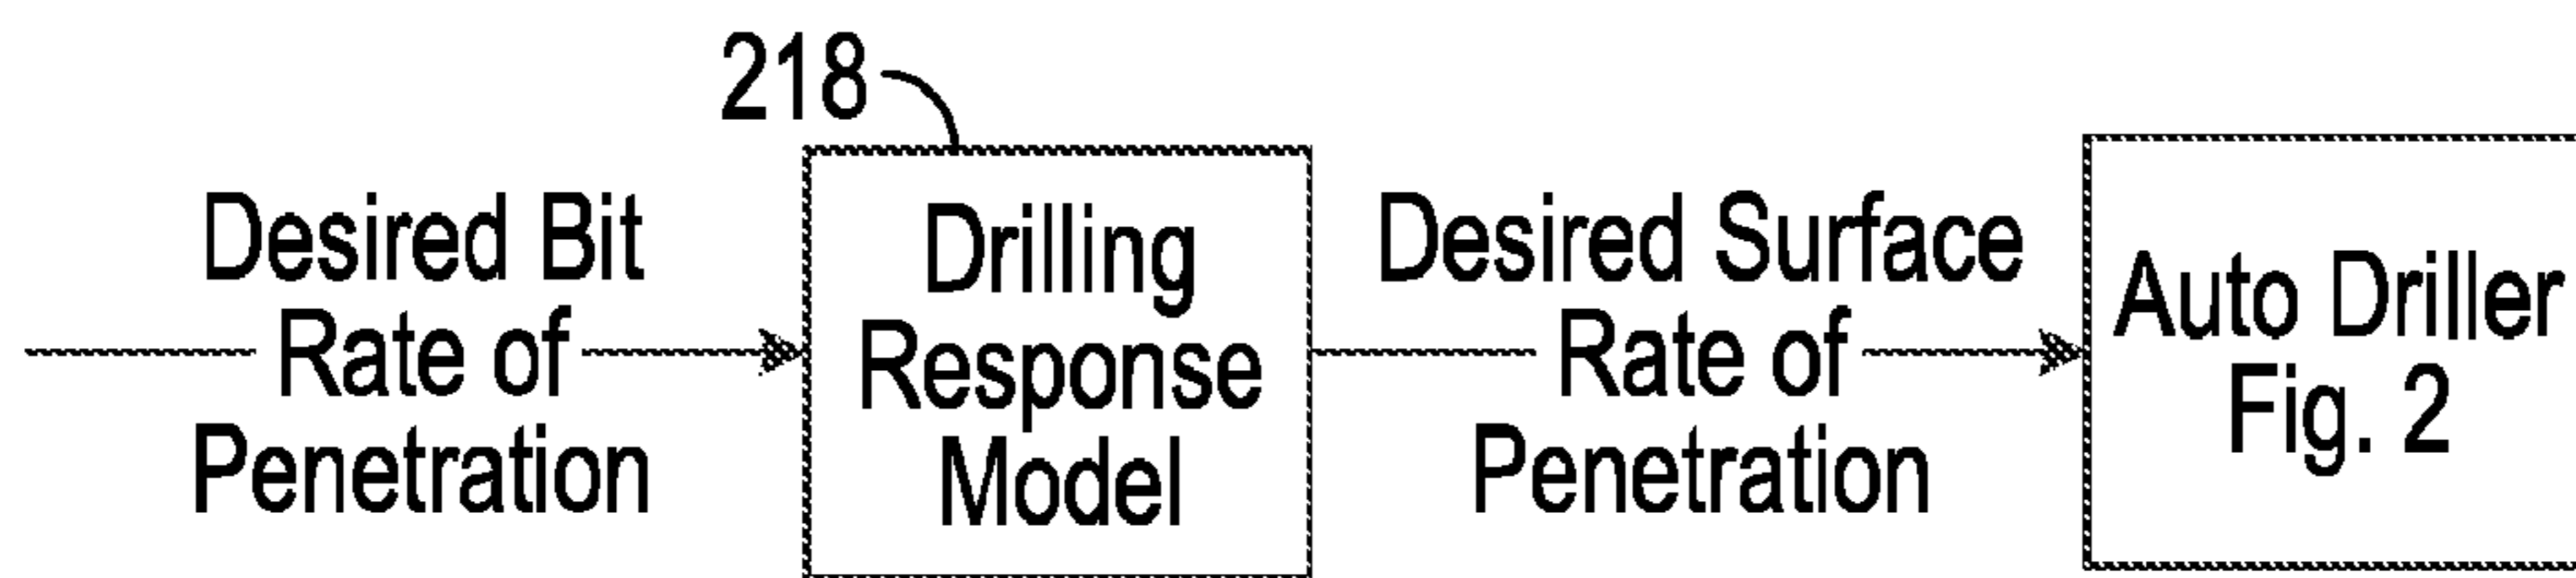 218
Desired Bit
Rate of
Penetration
Drilling
Response
Model
Desired Surface
Rate of
Penetration
Auto Driller
Fig. 2